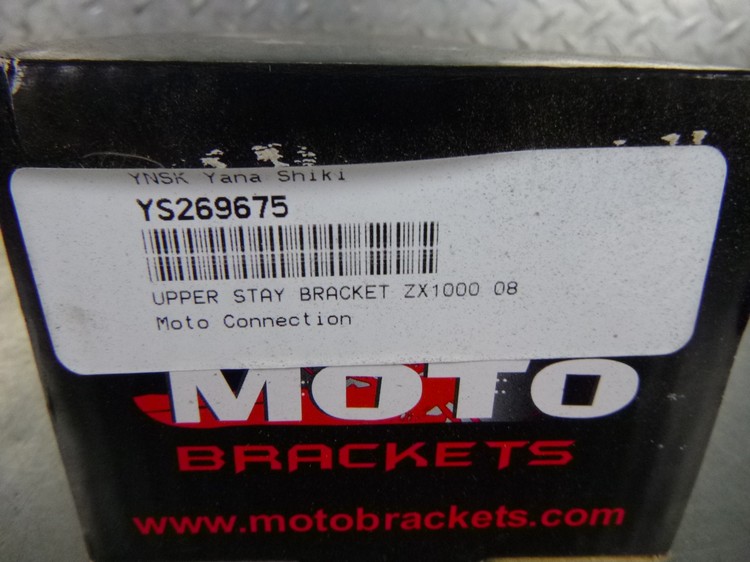 YNSK Yana Shiki
YS269675
UPPER STAY BRACKET ZX1000 08
Moto Connection
MOTO
BRACKETS
www.motobrackets.com